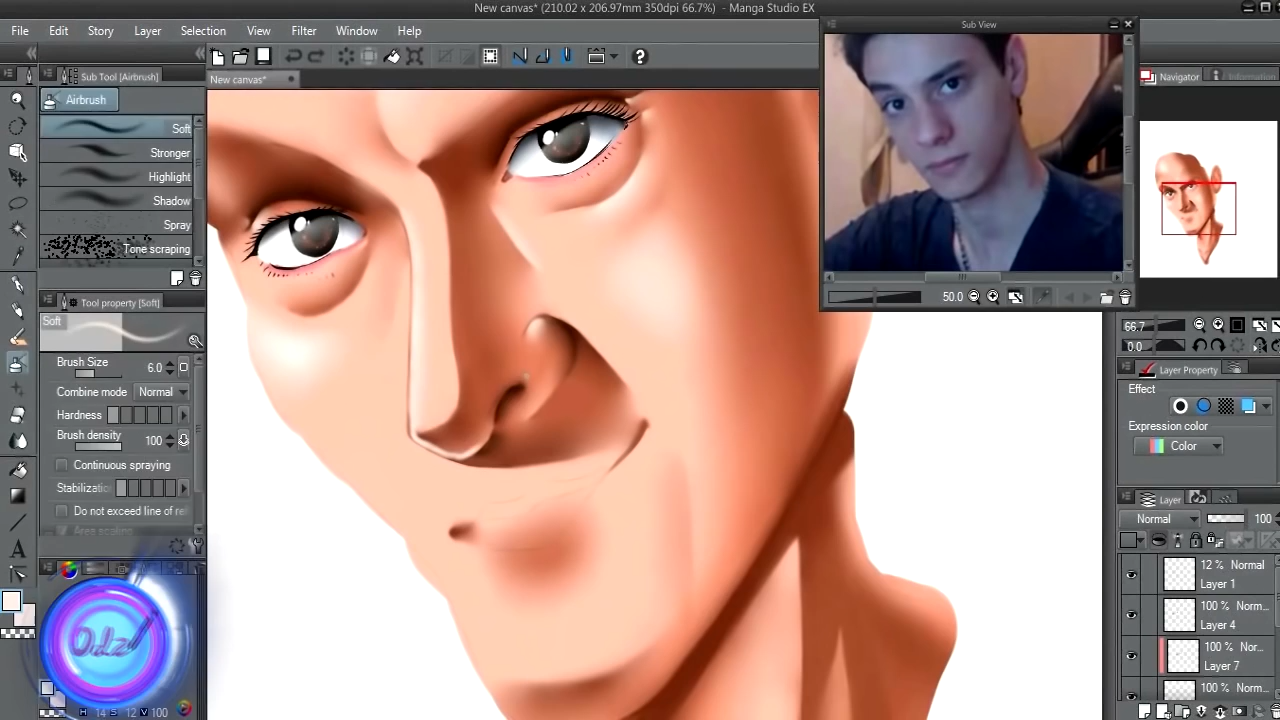 New canvas* (210.02 x 206.97mm 350dpi 66.7%) - Manga Studio EX
File Edit Story Layer Selection View Filter Window Help
Sub View
Sub Tool [Airbrush]
New canvas*
Navigator
Information
Airbrush
Soft
Stronger
Highlight
Shadow
Spray
Tone scraping
50.0
Tool property [Soft]
Soft
66.7
0.0
Brush Size 6.0
Layer Property
Combine mode Normal
Effect
Hardness
Expression color
Brush density 100
Color
Continuous spraying
Stabilizatio
Layer
Do not exceed line of re
Normal 100
Area scaling
12 % Normal
Layer 1
100 % Norm...
Layer 4
100 % Nor...
Layer 7
100 % Norm...
H 14 S 12 V 100